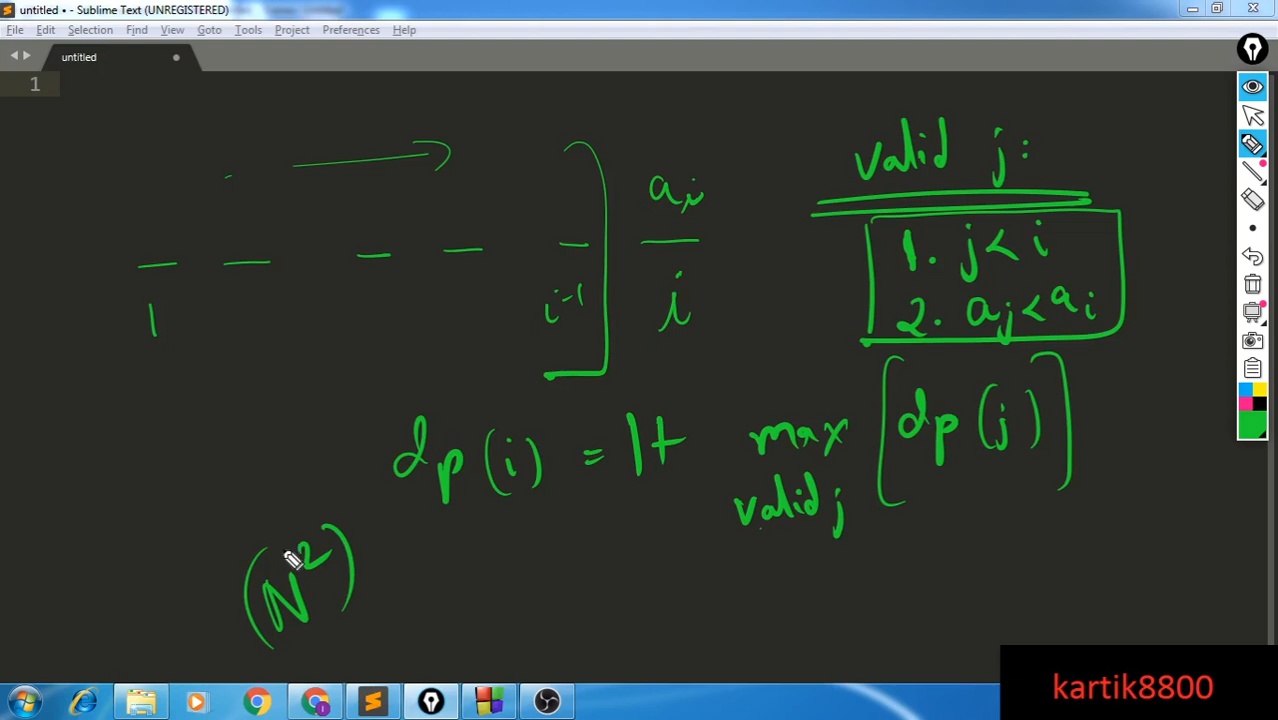 untitled • - Sublime Text (UNREGISTERED)
File Edit Selection Find View Goto Tools Project Preferences Help
untitled
1
valid j:
1. j < i
2. aj < ai
ai
1 i-1 i
dp(i) = 1 + max valid j [dp(j)]
(N²)
kartik8800